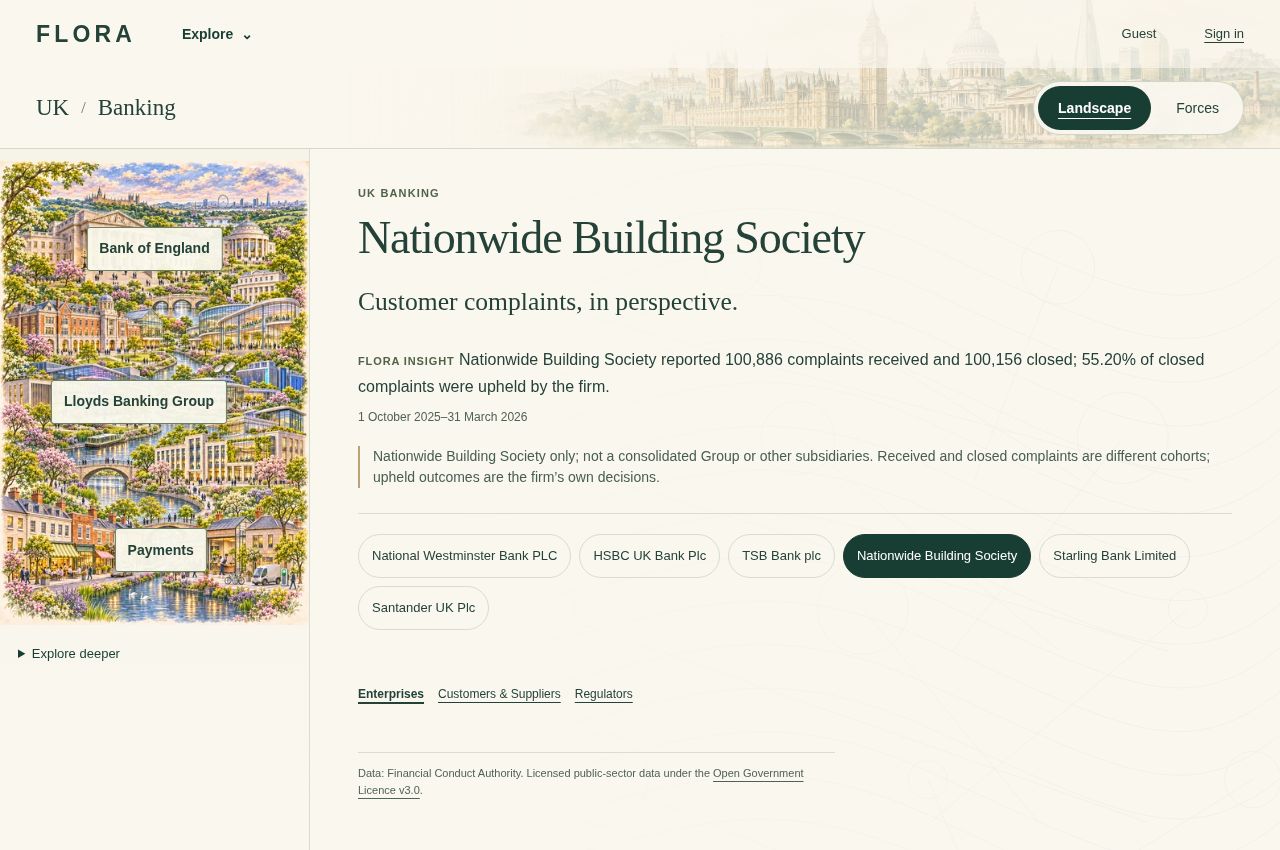 FLORA
Explore
Guest
Sign in
UK / Banking
Landscape
Forces
Bank of England
Lloyds Banking Group
Payments
Explore deeper
UK BANKING
Nationwide Building Society
Customer complaints, in perspective.
FLORA INSIGHT Nationwide Building Society reported 100,886 complaints received and 100,156 closed; 55.20% of closed
complaints were upheld by the firm.
1 October 2025–31 March 2026
Nationwide Building Society only; not a consolidated Group or other subsidiaries. Received and closed complaints are different cohorts;
upheld outcomes are the firm’s own decisions.
National Westminster Bank PLC
HSBC UK Bank Plc
TSB Bank plc
Nationwide Building Society
Starling Bank Limited
Santander UK Plc
Enterprises
Customers & Suppliers
Regulators
Data: Financial Conduct Authority. Licensed public-sector data under the Open Government
Licence v3.0.